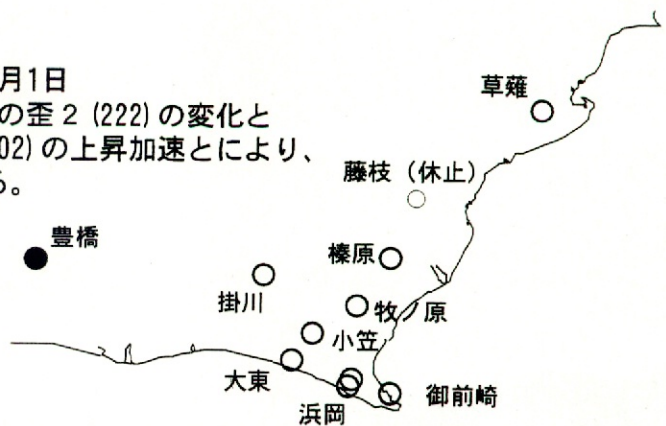 月1日
の歪2(222)の変化と
02)の上昇加速とにより、
る。
草薙
藤枝(休止)
豊橋
榛原
掛川
牧ノ原
小笠
大東
御前崎
浜岡